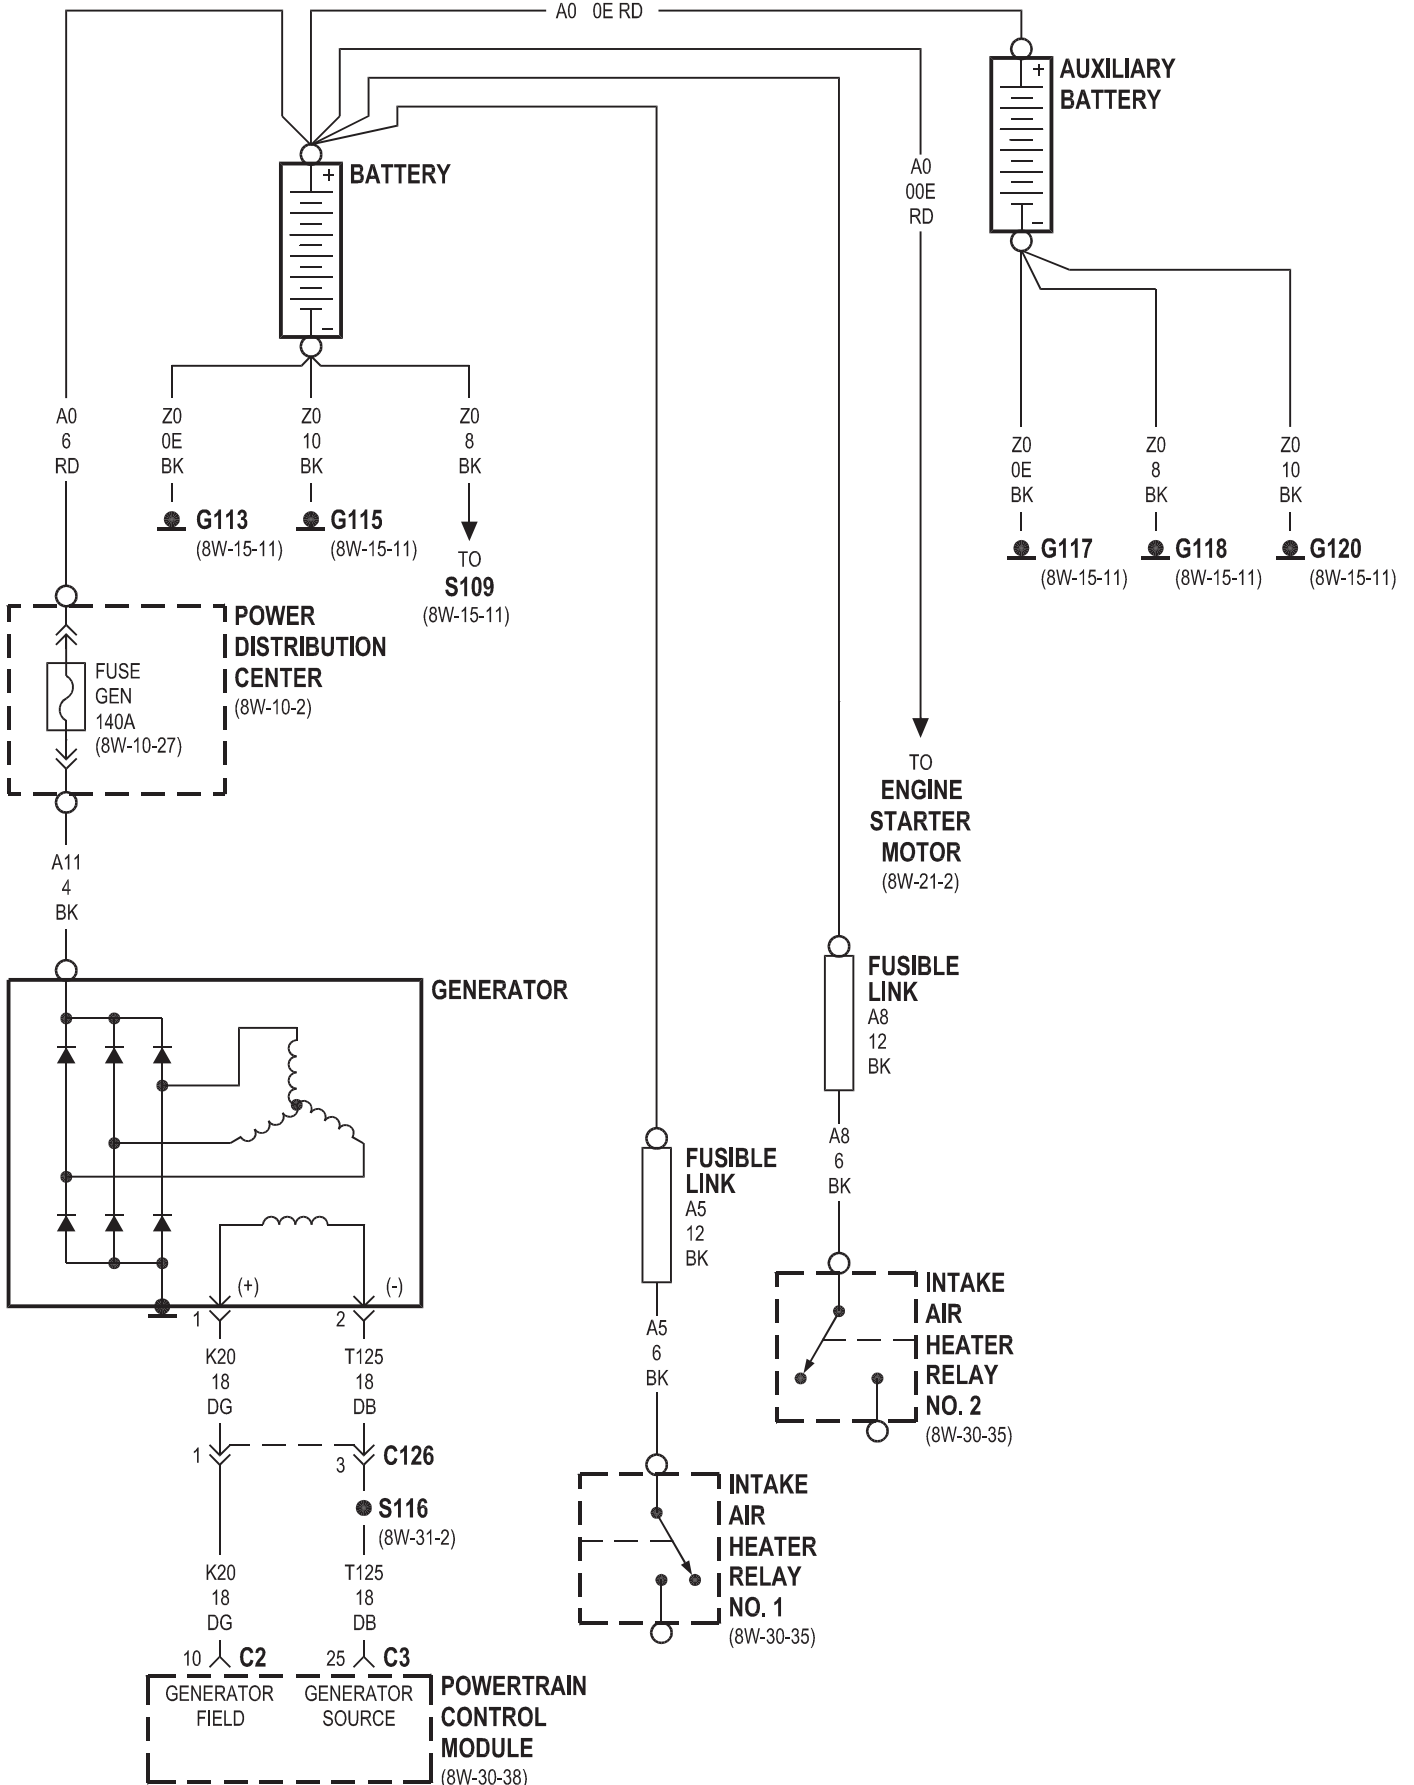 A0 0E RD
+
AUXILIARY
BATTERY
-
+
BATTERY
-
A0
00E
RD
A0
6
RD
Z0
0E
BK
Z0
10
BK
Z0
8
BK
Z0
0E
BK
Z0
8
BK
Z0
10
BK
G113
(8W-15-11)
G115
(8W-15-11)
TO
S109
(8W-15-11)
G117
(8W-15-11)
G118
(8W-15-11)
G120
(8W-15-11)
POWER
DISTRIBUTION
CENTER
(8W-10-2)
FUSE
GEN
140A
(8W-10-27)
TO
ENGINE
STARTER
MOTOR
(8W-21-2)
A11
4
BK
GENERATOR
FUSIBLE
LINK
A8
12
BK
A8
6
BK
FUSIBLE
LINK
A5
12
BK
A5
6
BK
(+)
(-)
1
2
K20
18
DG
T125
18
DB
1
3
C126
S116
(8W-31-2)
K20
18
DG
T125
18
DB
10
C2
25
C3
GENERATOR
FIELD
GENERATOR
SOURCE
POWERTRAIN
CONTROL
MODULE
(8W-30-38)
INTAKE
AIR
HEATER
RELAY
NO. 2
(8W-30-35)
INTAKE
AIR
HEATER
RELAY
NO. 1
(8W-30-35)